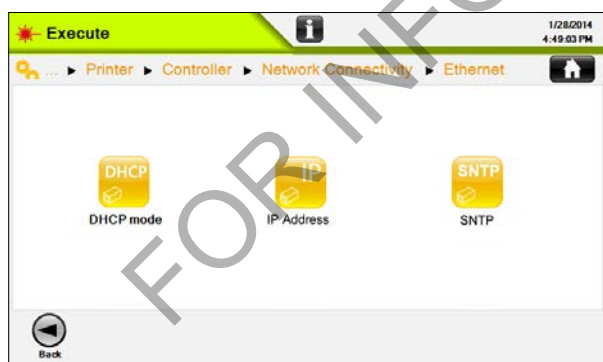 Execute
i
1/28/2014
4:49:03 PM
... ► Printer ► Controller ► Network Connectivity ► Ethernet
DHCP
IP
SNTP
DHCP mode
IP Address
SNTP
Back
FOR INFO